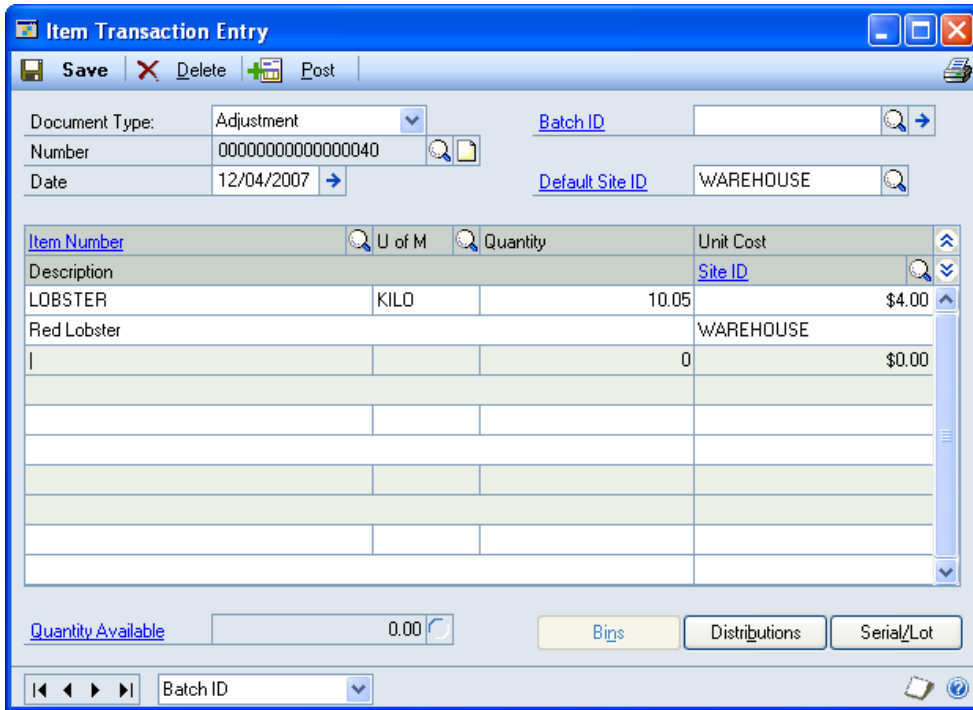 Item Transaction Entry
Save Delete Post
Document Type: Adjustment Batch ID
Number 00000000000000040
Date 12/04/2007 Default Site ID WAREHOUSE
Item Number U of M Quantity Unit Cost
Description Site ID
LOBSTER KILO 10.05 $4.00
Red Lobster WAREHOUSE
0 $0.00
Quantity Available 0.00 Bins Distributions Serial/Lot
Batch ID